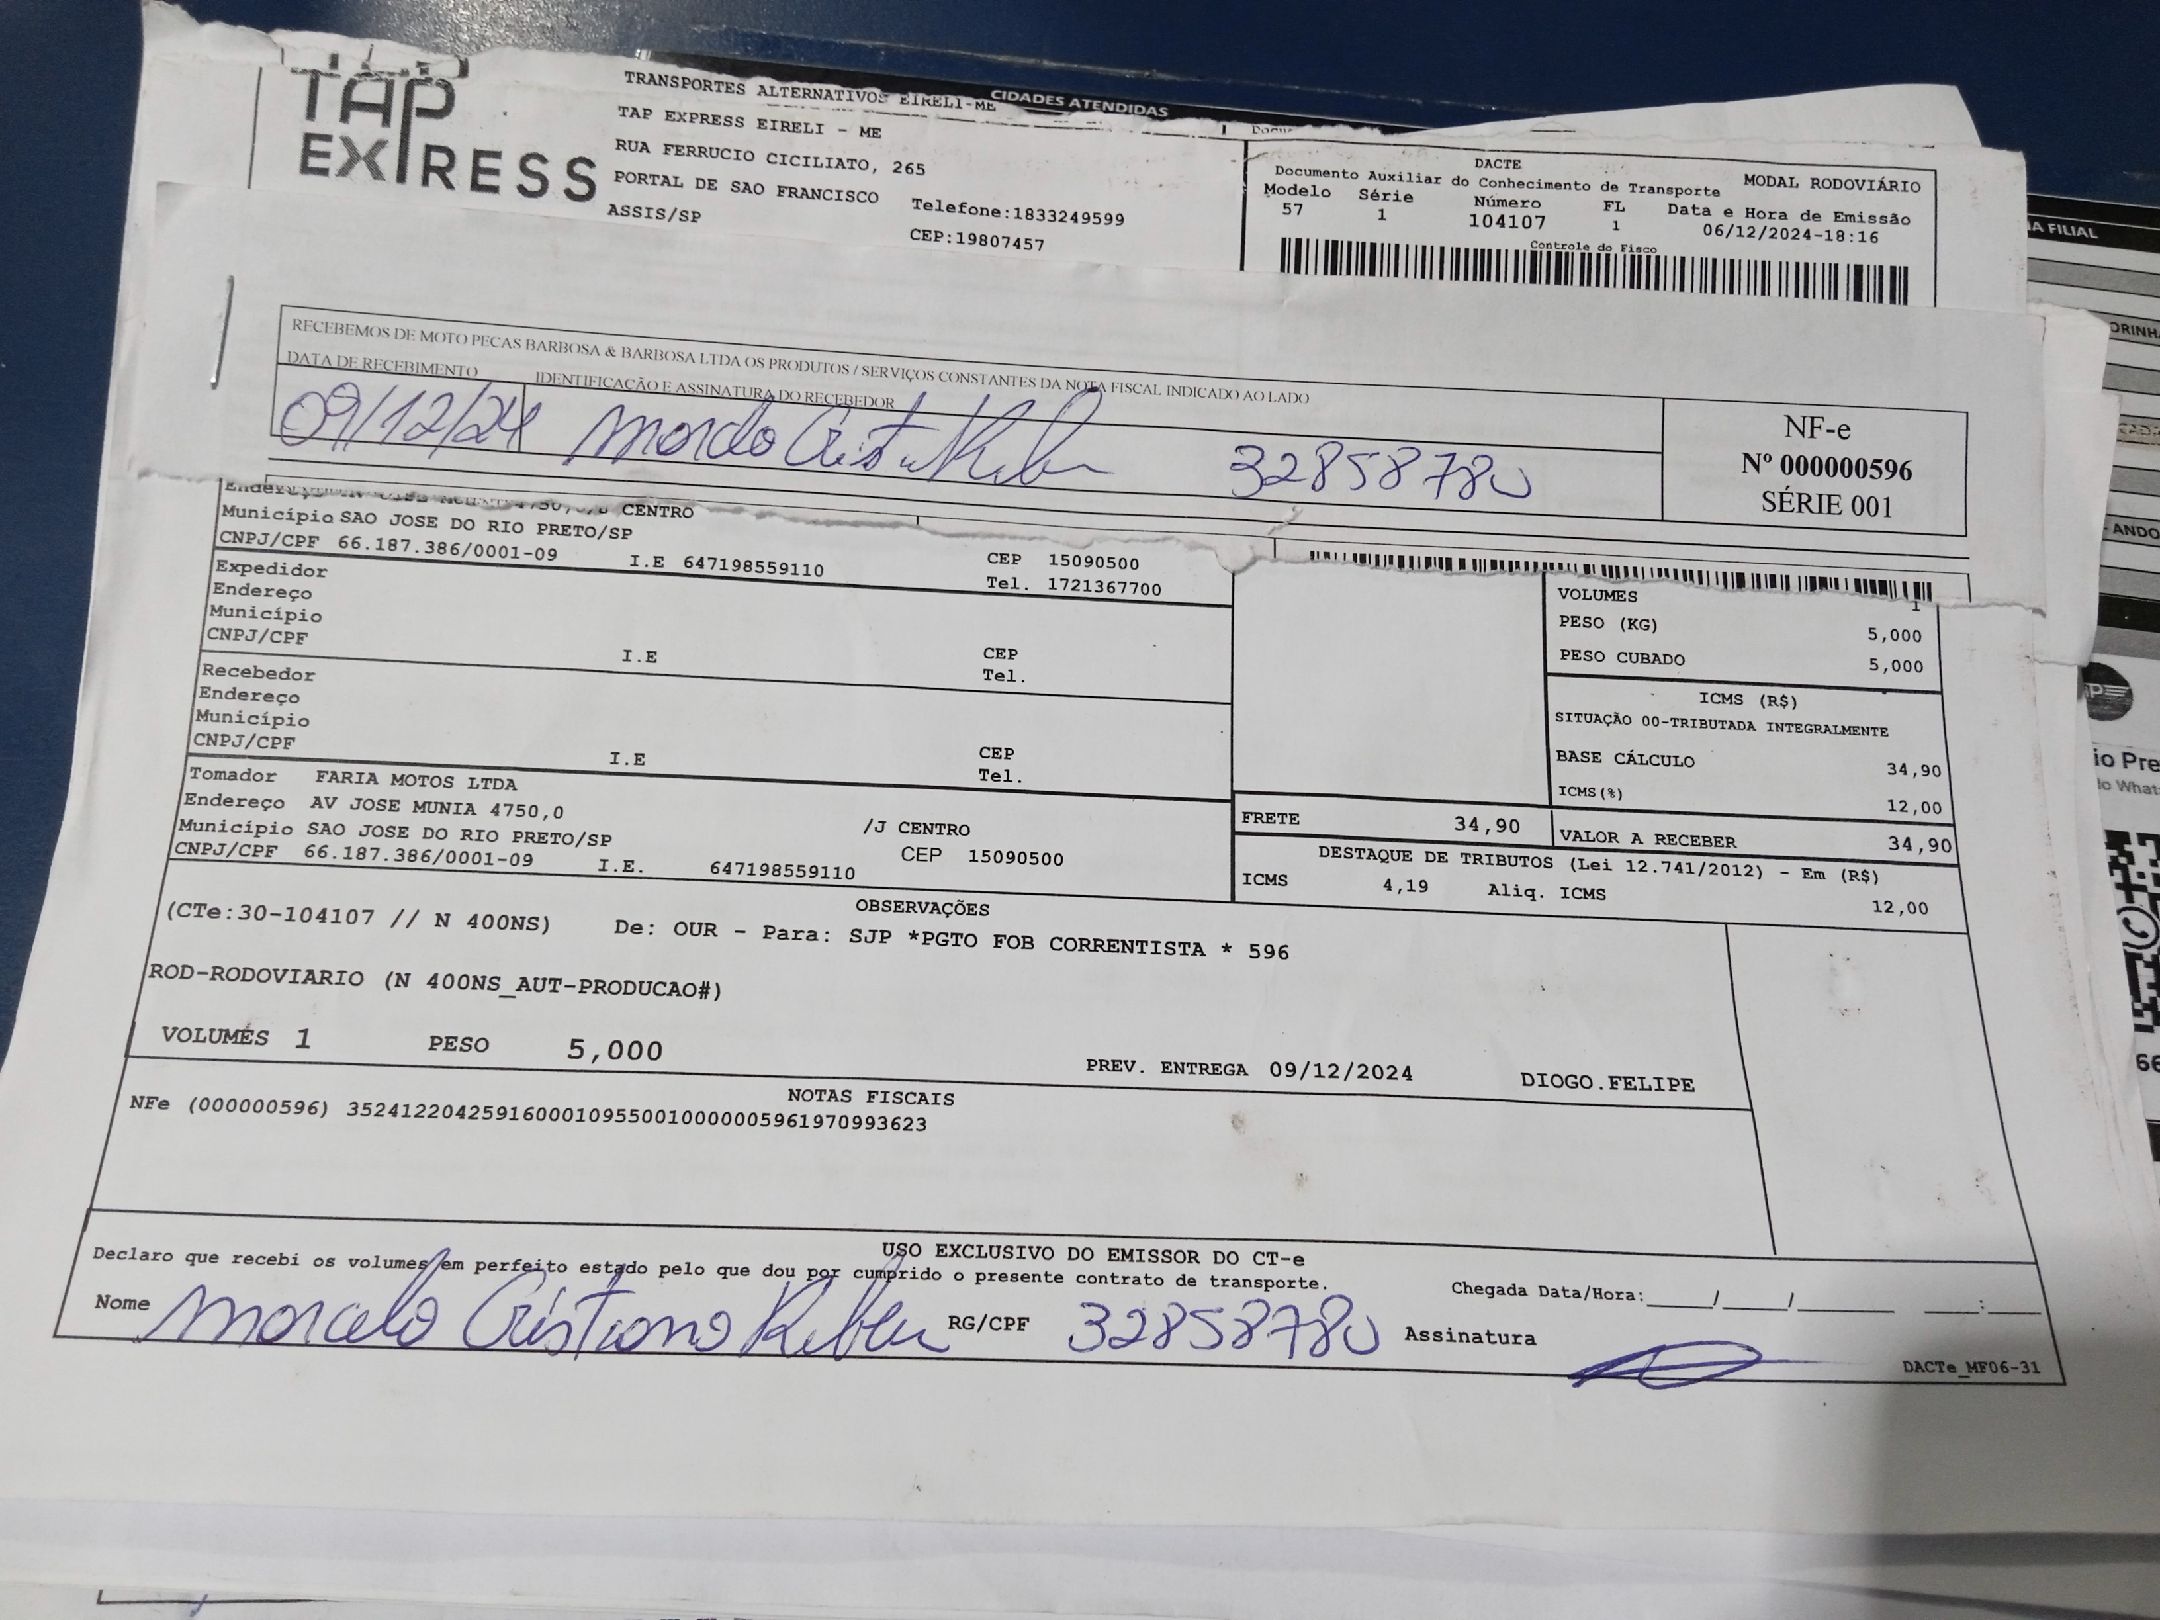 TAP
EXPRESS
TRANSPORTES ALTERNATIVOS EIRELI-ME
TAP EXPRESS EIRELI - ME
RUA FERRUCIO CICILIATO, 265
PORTAL DE SAO FRANCISCO Telefone:1833249599
ASSIS/SP CEP:19807457
CIDADES ATENDIDAS
DACTE
Documento Auxiliar do Conhecimento de Transporte MODAL RODOVIÁRIO
Modelo Série Número FL Data e Hora de Emissão
57 1 104107 1 06/12/2024-18:16
Controle do Fisco
FILIAL
RECEBEMOS DE MOTO PECAS BARBOSA & BARBOSA LTDA OS PRODUTOS / SERVIÇOS CONSTANTES DA NOTA FISCAL INDICADO AO LADO
DATA DE RECEBIMENTO IDENTIFICAÇÃO E ASSINATURA DO RECEBEDOR
09/12/24 32858780
NF-e
Nº 000000596
SÉRIE 001
CENTRO
Município SAO JOSE DO RIO PRETO/SP
CNPJ/CPF 66.187.386/0001-09 I.E 647198559110 CEP 15090500
Tel. 1721367700
Expedidor
Endereço
Município
CNPJ/CPF I.E CEP
Tel.
Recebedor
Endereço
Município
CNPJ/CPF I.E CEP
Tel.
Tomador FARIA MOTOS LTDA
Endereço AV JOSE MUNIA 4750,0 /J CENTRO
Município SAO JOSE DO RIO PRETO/SP CEP 15090500
CNPJ/CPF 66.187.386/0001-09 I.E. 647198559110
VOLUMES 1
PESO (KG) 5,000
PESO CUBADO 5,000
ICMS (R$)
SITUAÇÃO 00-TRIBUTADA INTEGRALMENTE
BASE CÁLCULO 34,90
ICMS(%) 12,00
FRETE 34,90 VALOR A RECEBER 34,90
DESTAQUE DE TRIBUTOS (Lei 12.741/2012) - Em (R$)
ICMS 4,19 Aliq. ICMS 12,00
OBSERVAÇÕES
(CTe:30-104107 // N 400NS) De: OUR - Para: SJP *PGTO FOB CORRENTISTA * 596
ROD-RODOVIARIO (N 400NS_AUT-PRODUCAO#)
VOLUMES 1 PESO 5,000 PREV. ENTREGA 09/12/2024 DIOGO.FELIPE
NOTAS FISCAIS
NFe (000000596) 35241220425916000109550010000005961970993623
USO EXCLUSIVO DO EMISSOR DO CT-e
Declaro que recebi os volumes em perfeito estado pelo que dou por cumprido o presente contrato de transporte.
Chegada Data/Hora:____/____/______ ___:___
Nome Marcelo Cristiano RG/CPF 32858780 Assinatura
DACTe_MF06-31